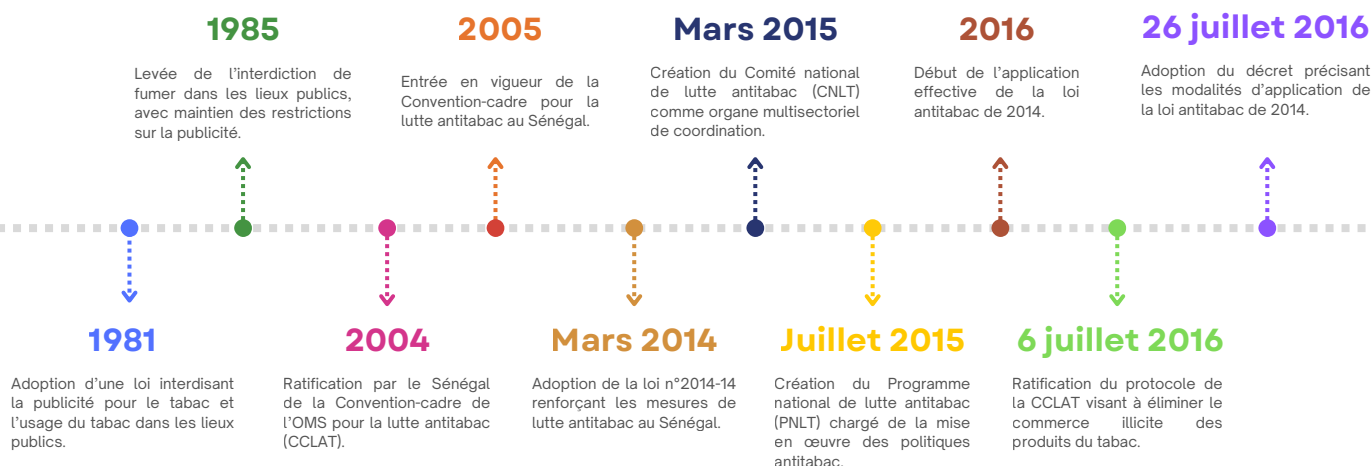 1985
Levée de l’interdiction de
fumer dans les lieux publics,
avec maintien des restrictions
sur la publicité.
2005
Entrée en vigueur de la
Convention-cadre pour la
lutte antitabac au Sénégal.
Mars 2015
Création du Comité national
de lutte antitabac (CNLT)
comme organe multisectoriel
de coordination.
2016
Début de l’application
effective de la loi
antitabac de 2014.
26 juillet 2016
Adoption du décret précisant
les modalités d’application de
la loi antitabac de 2014.
1981
Adoption d’une loi interdisant
la publicité pour le tabac et
l’usage du tabac dans les lieux
publics.
2004
Ratification par le Sénégal
de la Convention-cadre de
l’OMS pour la lutte antitabac
(CCLAT).
Mars 2014
Adoption de la loi n°2014-14
renforçant les mesures de
lutte antitabac au Sénégal.
Juillet 2015
Création du Programme
national de lutte antitabac
(PNLT) chargé de la mise
en œuvre des politiques
antitabac.
6 juillet 2016
Ratification du protocole de
la CCLAT visant à éliminer le
commerce illicite des
produits du tabac.